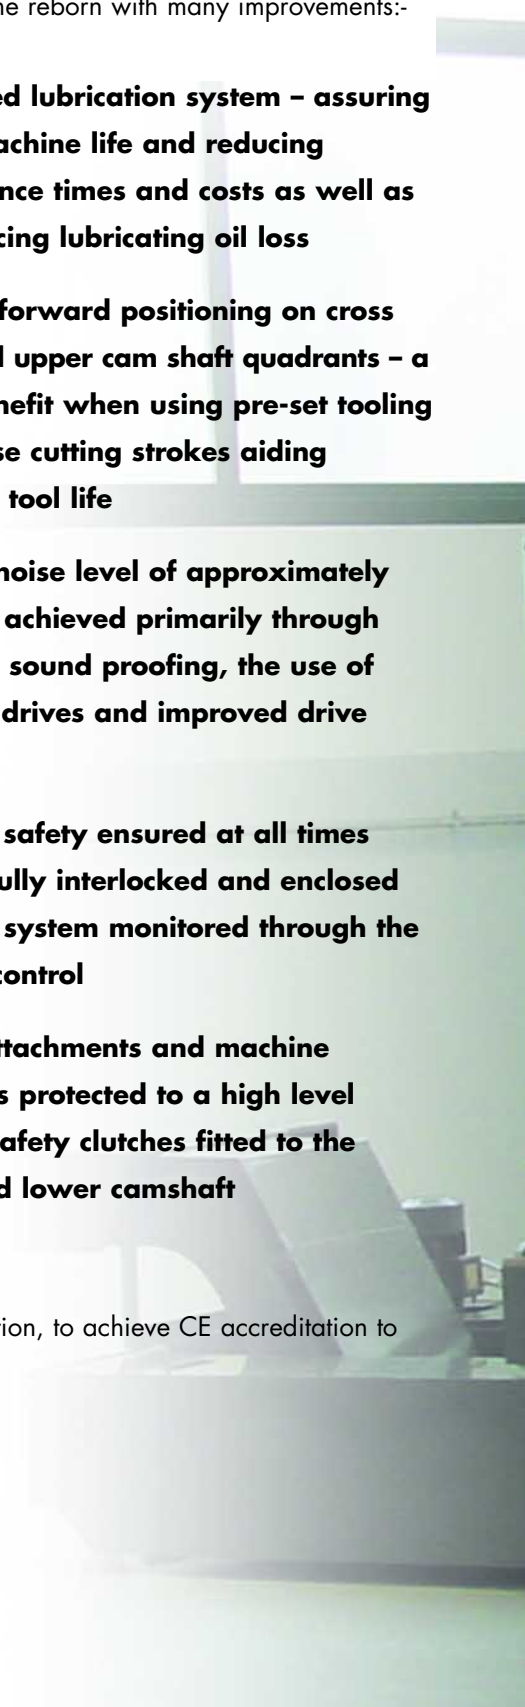 ne reborn with many improvements:-
ed lubrication system – assuring
achine life and reducing
nce times and costs as well as
cing lubricating oil loss
forward positioning on cross
d upper cam shaft quadrants – a
nefit when using pre-set tooling
se cutting strokes aiding
tool life
noise level of approximately
achieved primarily through
sound proofing, the use of
drives and improved drive
safety ensured at all times
ully interlocked and enclosed
system monitored through the
control
ttachments and machine
s protected to a high level
afety clutches fitted to the
d lower camshaft
tion, to achieve CE accreditation to